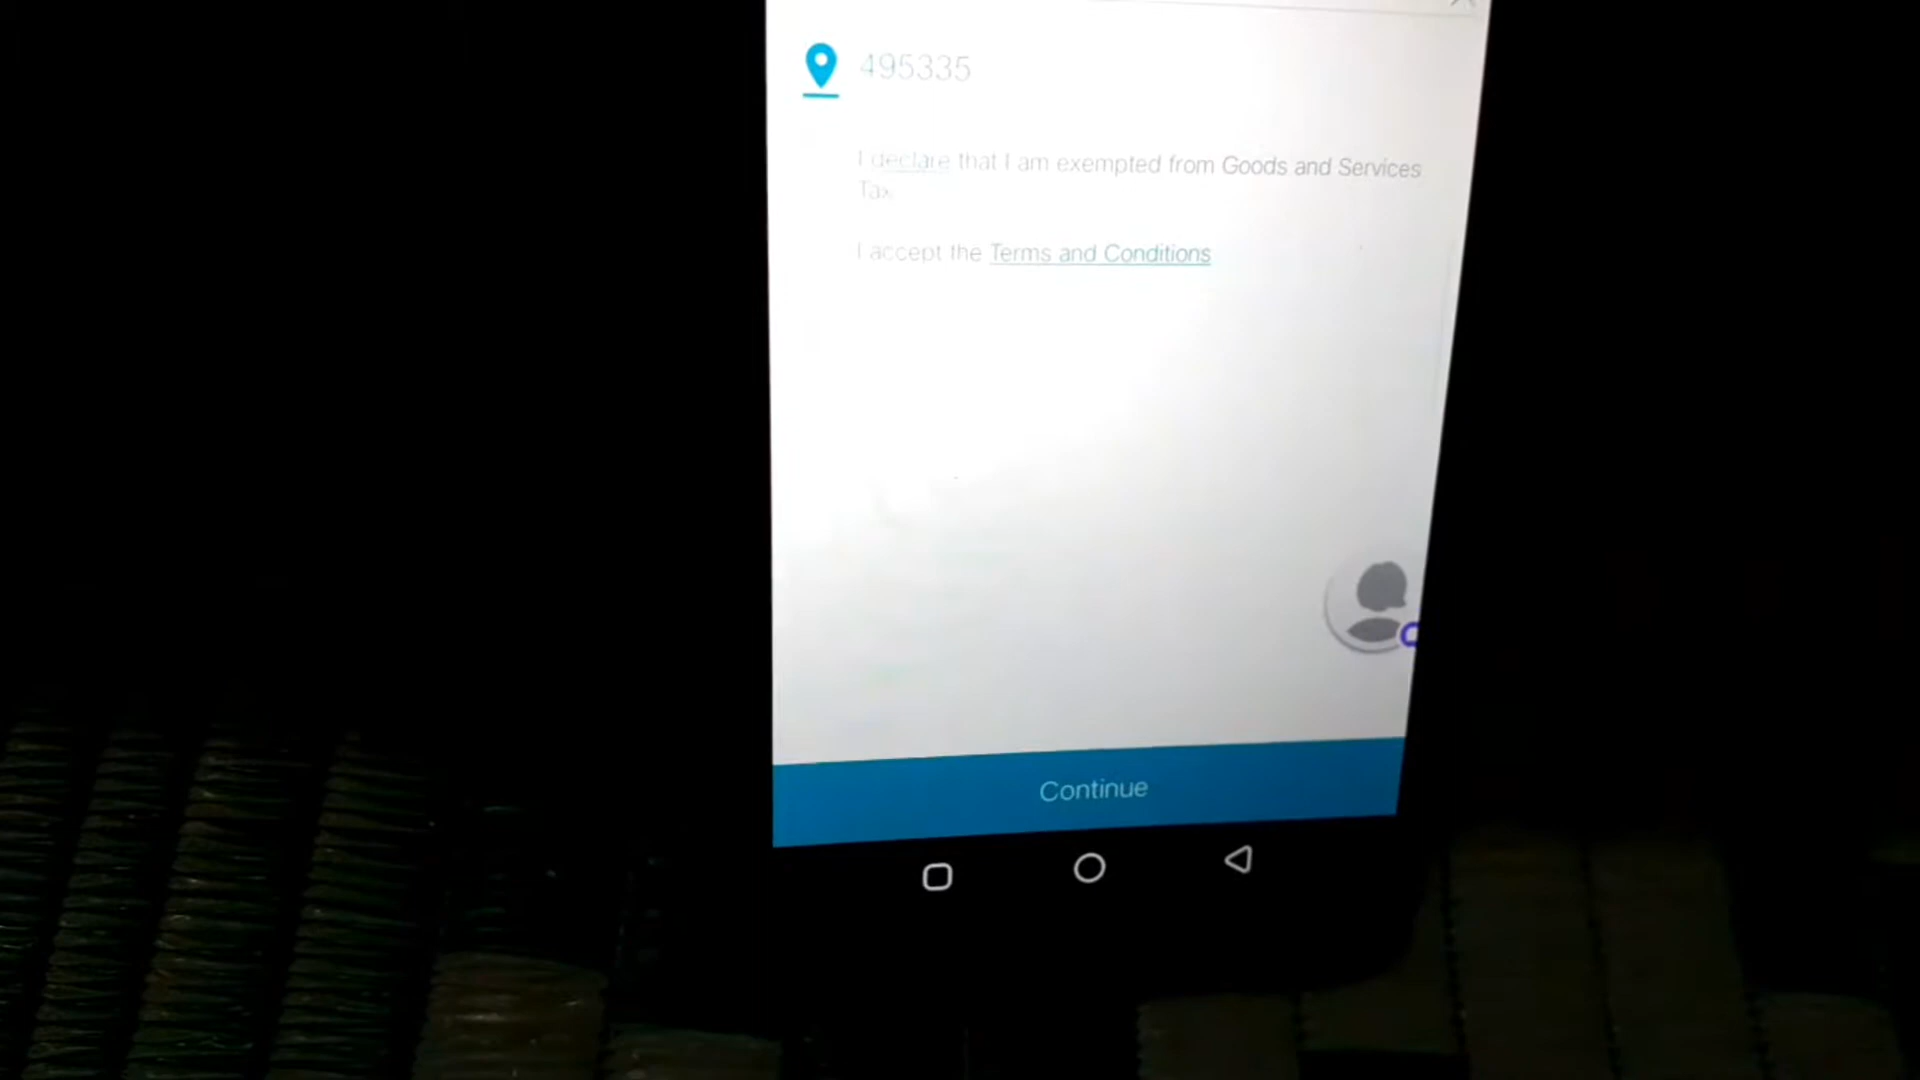 495335
I declare that I am exempted from Goods and Services
Tax
I accept the Terms and Conditions
Continue